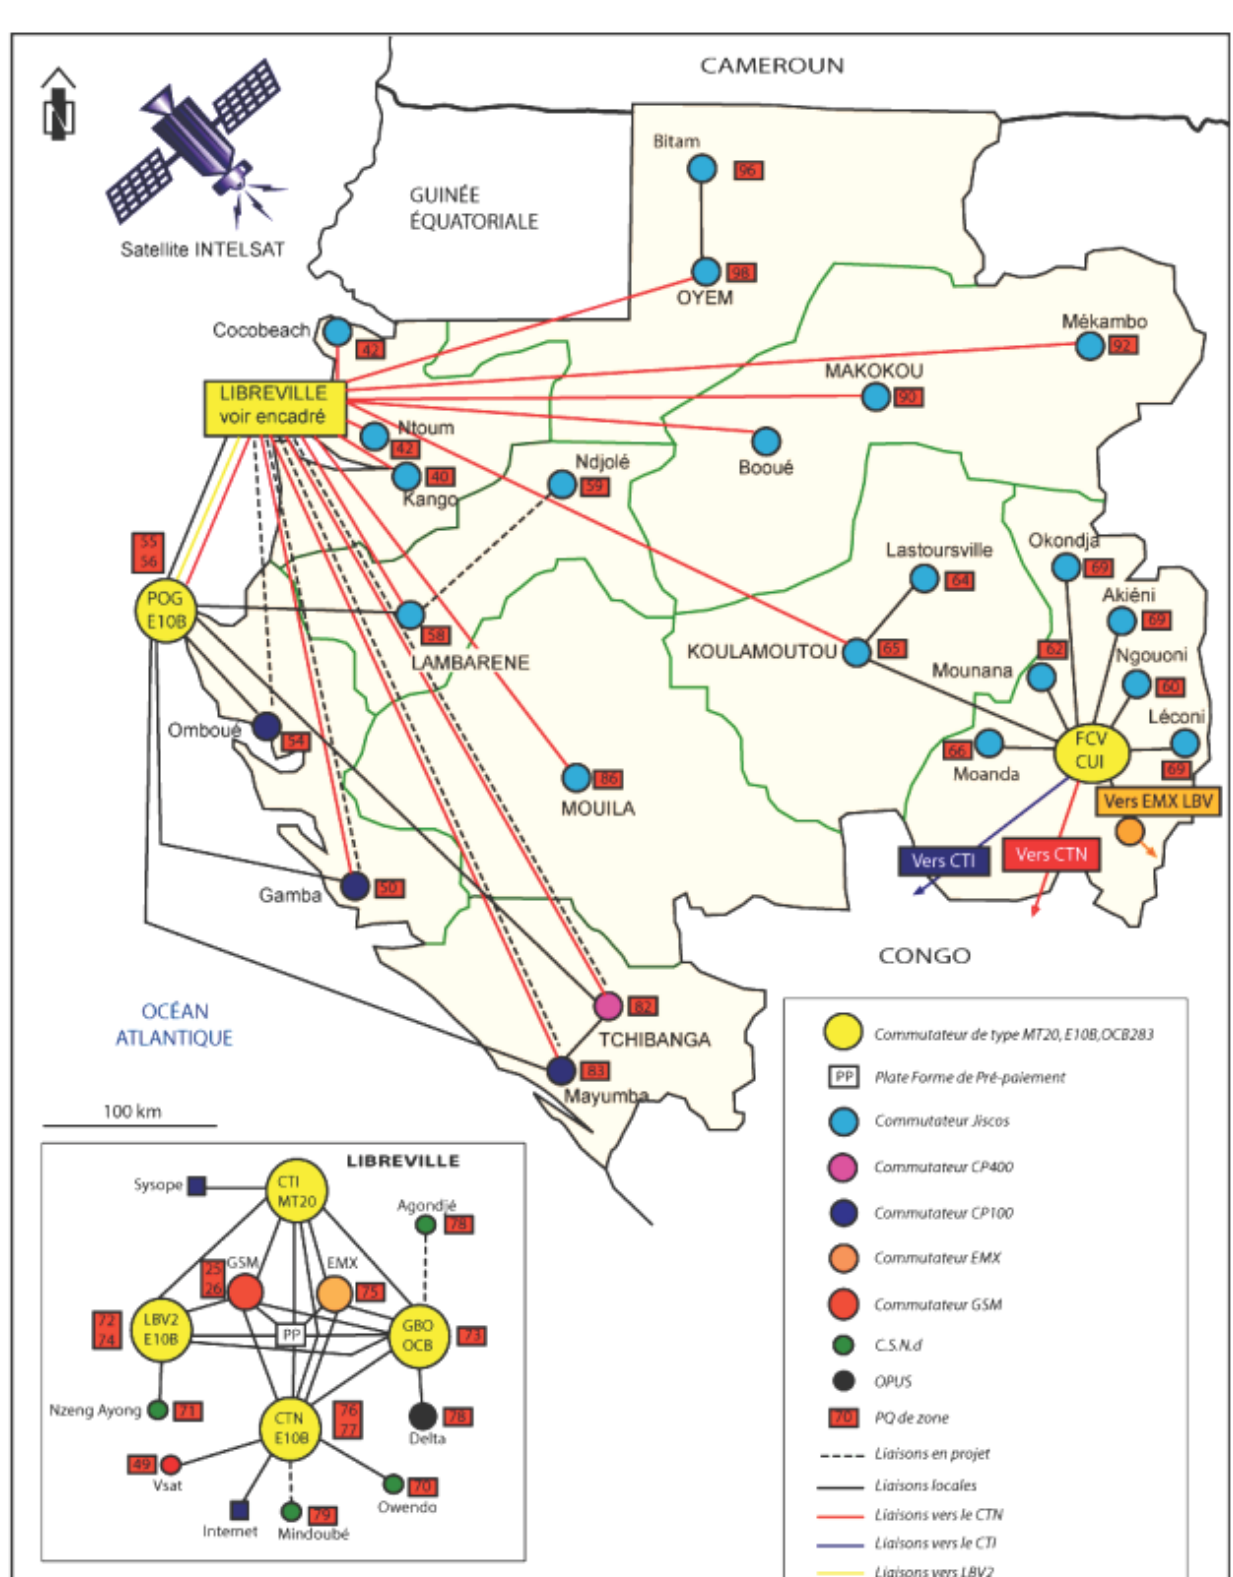 CAMEROUN
N
Bitam
96
GUINÉE
ÉQUATORIALE
Satellite INTELSAT
98
OYEM
Cocobeach
42
Mékambo
92
LIBREVILLE
voir encadré
MAKOKOU
90
Ntoum
42
Booué
Ndjolé
59
40
Kango
55
56
Okondja
69
Lastoursville
64
POG
E10B
Akiéni
69
58
LAMBARENE
KOULAMOUTOU
65
62
Mounana
Ngouoni
60
Omboué
54
Léconi
69
66
Moanda
FCV
CUI
86
MOUILA
Vers EMX LBV
Vers CTI
Vers CTN
Gamba
50
CONGO
OCÉAN
ATLANTIQUE
82
TCHIBANGA
83
Mayumba
100 km
LIBREVILLE
Sysope
CTI
MT20
Agondjé
78
GSM
25
26
EMX
75
72
74
LBV2
E10B
PP
GBO
OCB
73
Nzeng Ayong
71
CTN
E10B
76
77
78
Delta
49
Vsat
70
Owendo
Internet
79
Mindoubé
Commutateur de type MT20, E10B,OCB283
PP
Plate Forme de Pré-paiement
Commutateur Jiscos
Commutateur CP400
Commutateur CP100
Commutateur EMX
Commutateur GSM
C.S.N.d
OPUS
70
PQ de zone
Liaisons en projet
Liaisons locales
Liaisons vers le CTN
Liaisons vers le CTI
Liaisons vers LBV2